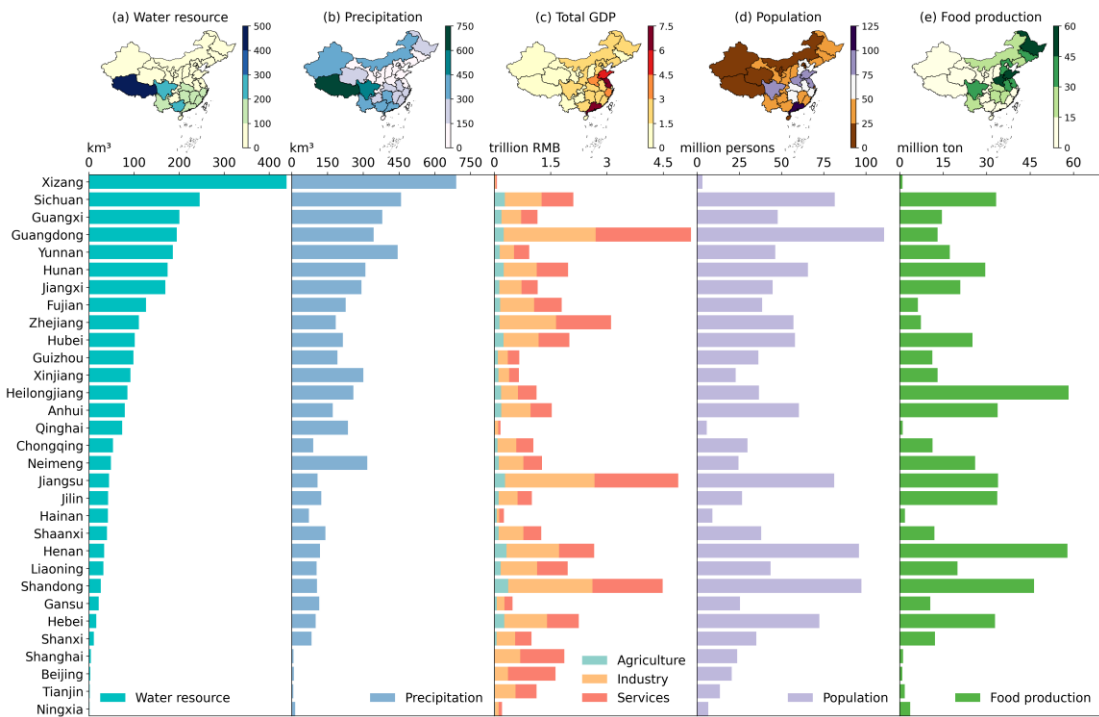 (a) Water resource
(b) Precipitation
(c) Total GDP
(d) Population
(e) Food production
500
400
300
200
100
0
750
600
450
300
150
0
7.5
6.0
4.5
3.0
1.5
0.0
125
100
75
50
25
0
60
45
30
15
0
km³
km³
trillion RMB
million persons
million ton
0 100 200 300 400
0 150 300 450 600 750
0 1.5 3 4.5
0 25 50 75 100
0 15 30 45 60
Xizang
Sichuan
Guangxi
Guangdong
Yunnan
Hunan
Jiangxi
Fujian
Zhejiang
Hubei
Guizhou
Xinjiang
Heilongjiang
Anhui
Qinghai
Chongqing
Neimeng
Jiangsu
Jilin
Hainan
Shaanxi
Henan
Liaoning
Shandong
Gansu
Hebei
Shanxi
Shanghai
Beijing
Tianjin
Ningxia
Water resource
Precipitation
Agriculture
Industry
Services
Population
Food production